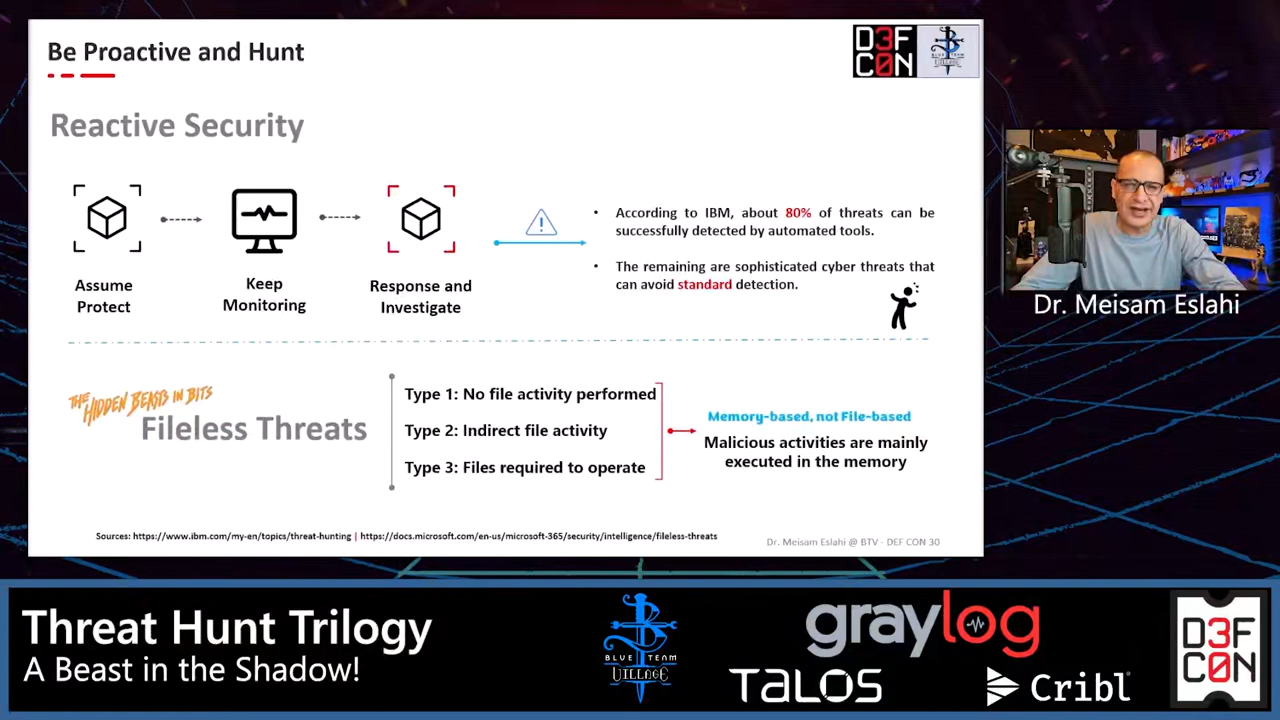 Be Proactive and Hunt
D3F
C0N
BLUE TEAM
VILLAGE
Reactive Security
Assume
Protect
Keep
Monitoring
Response and
Investigate
• According to IBM, about 80% of threats can be
successfully detected by automated tools.
• The remaining are sophisticated cyber threats that
can avoid standard detection.
THE HIDDEN BEASTS IN BITS
Fileless Threats
Type 1: No file activity performed
Type 2: Indirect file activity
Type 3: Files required to operate
Memory-based, not File-based
Malicious activities are mainly
executed in the memory
Sources: https://www.ibm.com/my-en/topics/threat-hunting | https://docs.microsoft.com/en-us/microsoft-365/security/intelligence/fileless-threats
Dr. Meisam Eslahi @ BTV - DEF CON 30
Dr. Meisam Eslahi
Threat Hunt Trilogy
A Beast in the Shadow!
BLUE TEAM
VILLAGE
graylog
TALOS
Cribl
D3F
C0N